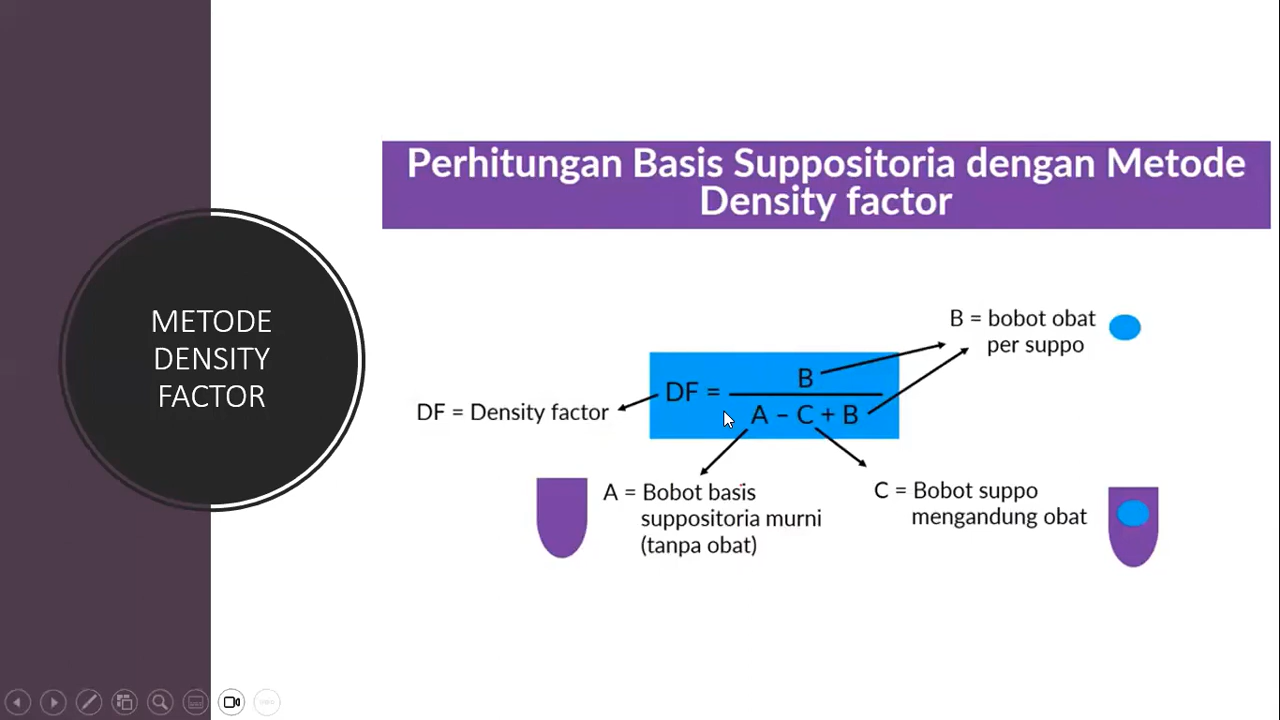 METODE
DENSITY
FACTOR
Perhitungan Basis Suppositoria dengan Metode
Density factor
B = bobot obat
per suppo
DF = Density factor
DF = B
A – C + B
A = Bobot basis
suppositoria murni
(tanpa obat)
C = Bobot suppo
mengandung obat